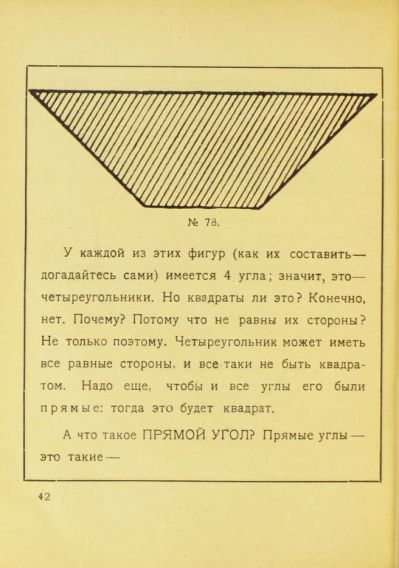 № 78.
У каждой из этих фигур (как их составить—
догадайтесь сами) имеется 4 угла; значит, это—
четыреугольники. Но квадраты ли это? Конечно,
нет. Почему? Потому что не равны их стороны?
Не только поэтому. Четыреугольник может иметь
все равные стороны, и все-таки не быть квадра-
том. Надо еще, чтобы и все углы его были
прямые: тогда это будет квадрат.
А что такое ПРЯМОЙ УГОЛ? Прямые углы —
это такие —
42